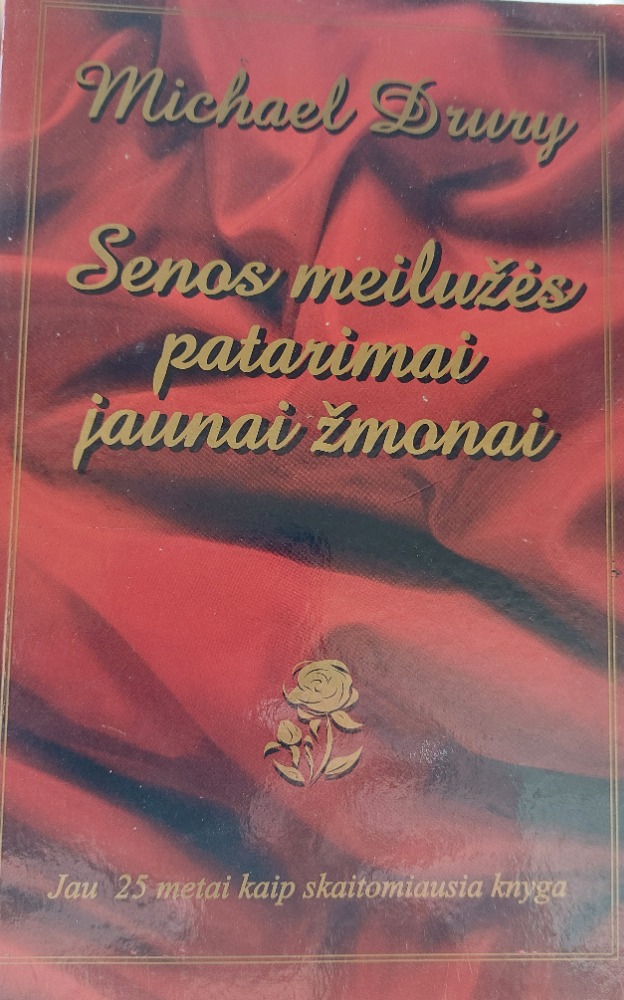 Michael Drury
Senos meilužės
patarimai
jaunai žmonai
Jau 25 metai kaip skaitomiausia knyga